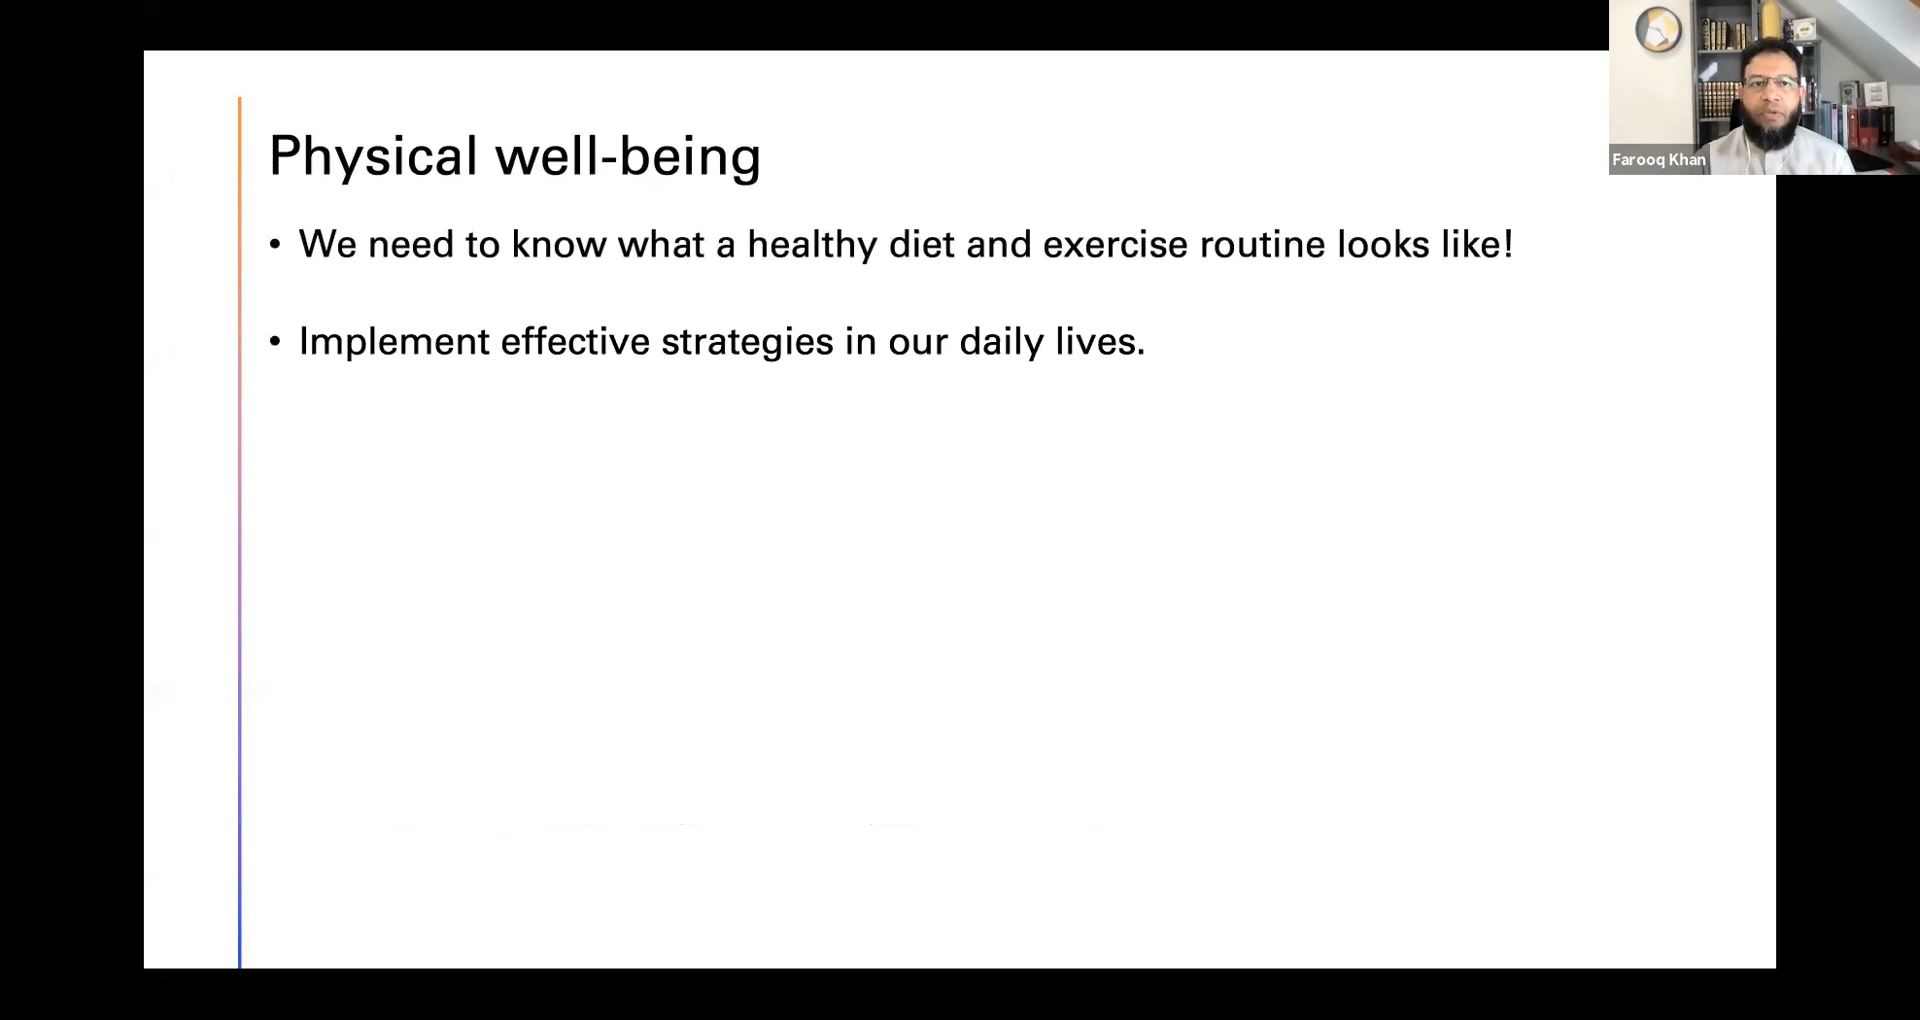 Physical well-being
• We need to know what a healthy diet and exercise routine looks like!
• Implement effective strategies in our daily lives.
Farooq Khan